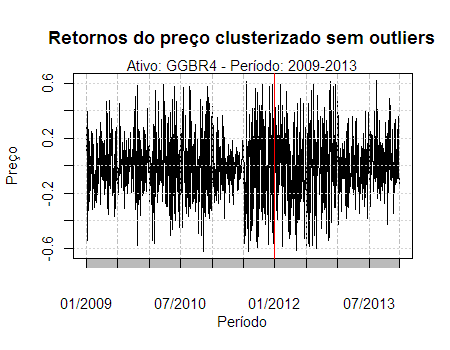 Retornos do preço clusterizado sem outliers
Ativo: GGBR4 - Período: 2009-2013
Preço
0.6
0.2
-0.2
-0.6
01/2009 07/2010 01/2012 07/2013
Período